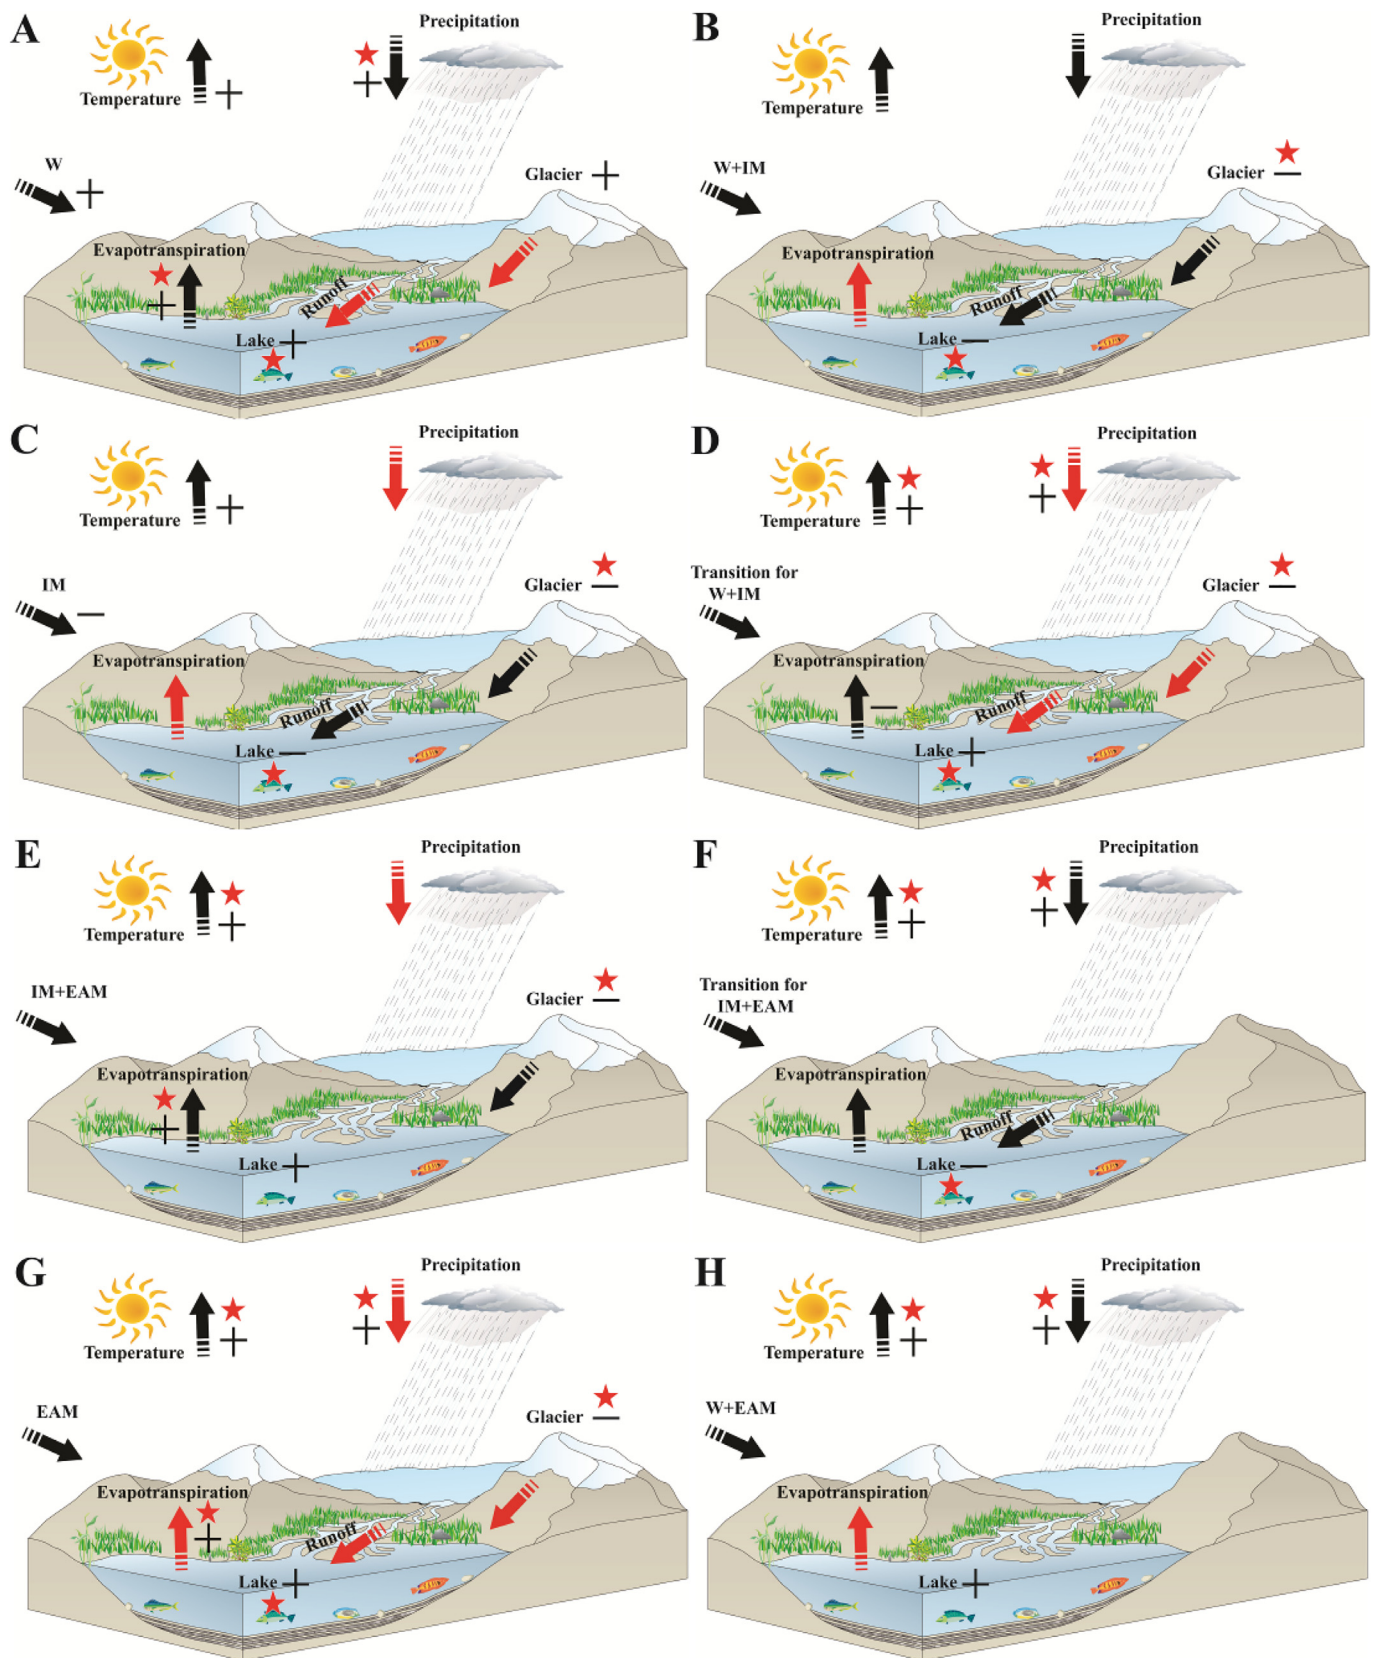 A
Precipitation
Temperature
W
Glacier
Evapotranspiration
Runoff
Lake
B
Precipitation
Temperature
W+IM
Glacier
Evapotranspiration
Runoff
Lake
C
Precipitation
Temperature
IM
Glacier
Evapotranspiration
Runoff
Lake
D
Precipitation
Temperature
Transition for
W+IM
Glacier
Evapotranspiration
Runoff
Lake
E
Precipitation
Temperature
IM+EAM
Glacier
Evapotranspiration
Lake
F
Precipitation
Temperature
Transition for
IM+EAM
Evapotranspiration
Runoff
Lake
G
Precipitation
Temperature
EAM
Glacier
Evapotranspiration
Runoff
Lake
H
Precipitation
Temperature
W+EAM
Evapotranspiration
Lake